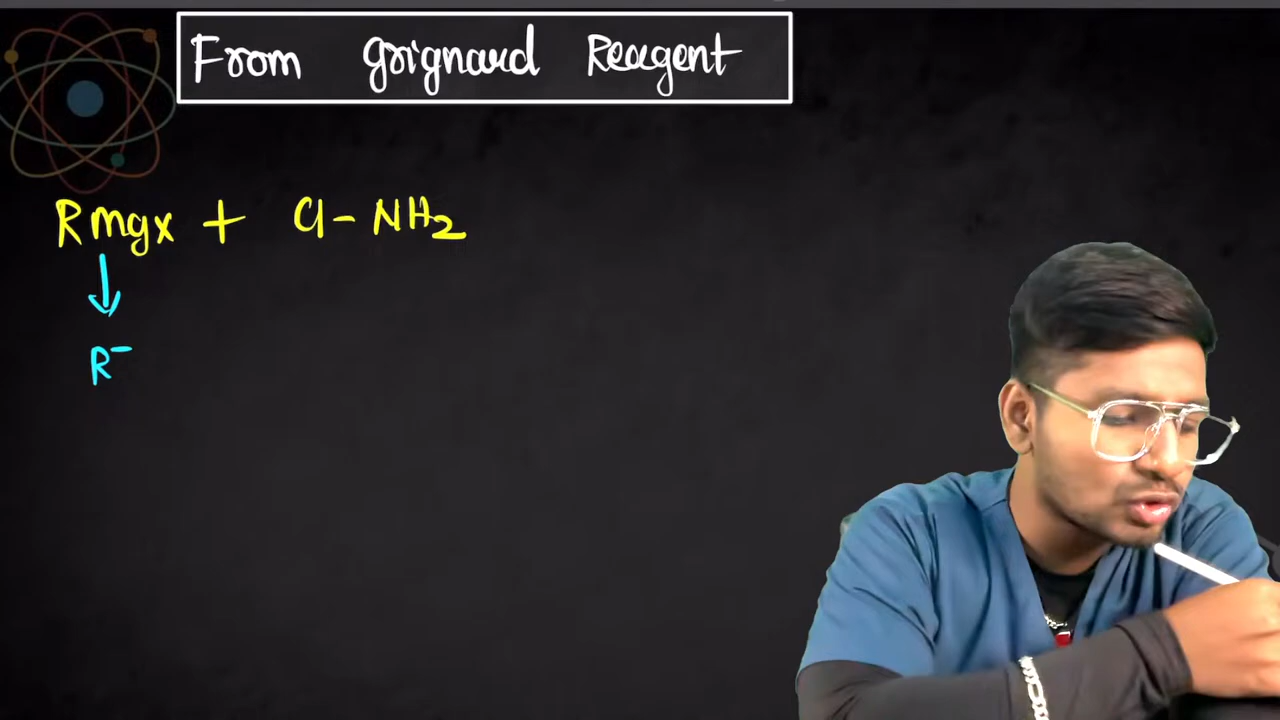 From Grignard Reagent
Rmgx + Cl - NH2
R-